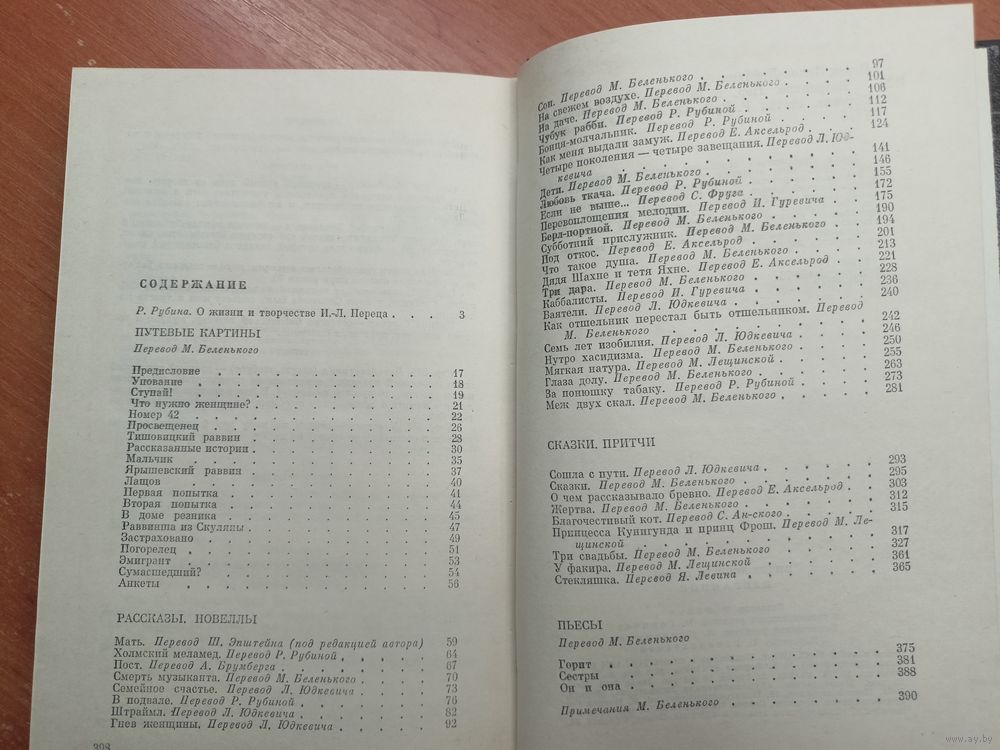 СОДЕРЖАНИЕ
Р. Рубина. О жизни и творчестве И.-Л. Переца . . 3
ПУТЕВЫЕ КАРТИНЫ
Перевод М. Беленького
Предисловие 17
Упование 18
Ступай! 19
Что нужно женщине? 21
Номер 42 22
Просвещенец 26
Тишовицкий раввин 28
Рассказанные истории 30
Мальчик 35
Ярышевский раввин 37
Лащов 40
Первая попытка 41
Вторая попытка 44
В доме резника 45
Раввинша из Скуляны 47
Застраховано 49
Погорелец 51
Эмигрант 53
Сумасшедший? 54
Анкеты 56
РАССКАЗЫ. НОВЕЛЛЫ
Мать. Перевод Ш. Эпштейна (под редакцией автора) 59
Холмский меламед. Перевод Р. Рубиной 64
Пост. Перевод А. Брумберга 67
Смерть музыканта. Перевод М. Беленького 70
Семейное счастье. Перевод Л. Юдкевича 73
В подвале. Перевод Р. Рубиной 76
Штраймл. Перевод Л. Юдкевича 82
Гнев женщины. Перевод Л. Юдкевича 92
398
Сон. Перевод М. Беленького 97
На свежем воздухе. Перевод М. Беленького 101
На даче. Перевод М. Беленького 106
Чубук рабби. Перевод Р. Рубиной 112
Бонця-молчальник. Перевод Р. Рубиной 117
Как меня выдали замуж. Перевод Е. Аксельрод 124
Четыре поколения — четыре завещания. Перевод Л. Юд-
кевича 141
Дети. Перевод М. Беленького 146
Любовь ткача. Перевод Р. Рубиной 155
Если не выше... Перевод С. Фруга 172
Перевоплощения мелодии. Перевод И. Гуревича 175
Берл-портной. Перевод М. Беленького 190
Субботний прислужник. Перевод М. Беленького 194
Под откос. Перевод Е. Аксельрод 201
Что такое душа. Перевод М. Беленького 213
Дядя Шахне и тетя Яхне. Перевод Е. Аксельрод 221
Три дара. Перевод М. Беленького 228
Каббалисты. Перевод И. Гуревича 236
Ваятели. Перевод Л. Юдкевича 240
Как отшельник перестал быть отшельником. Перевод
М. Беленького 242
Семь лет изобилия. Перевод Л. Юдкевича 246
Нутро хасидизма. Перевод М. Беленького 250
Мягкая натура. Перевод М. Лещинской 255
Глаза долу. Перевод М. Беленького 263
За понюшку табаку. Перевод Р. Рубиной 273
Меж двух скал. Перевод М. Беленького 281
СКАЗКИ. ПРИТЧИ
Сошла с пути. Перевод Л. Юдкевича 293
Сказки. Перевод М. Беленького 295
О чем рассказывало бревно. Перевод Е. Аксельрод 303
Жертва. Перевод М. Беленького 312
Благочестивый кот. Перевод С. Ан-ского 315
Принцесса Кунигунда и принц Фрош. Перевод М. Ле-
щинской 317
Три свадьбы. Перевод М. Беленького 327
У факира. Перевод М. Лещинской 361
Стекляшка. Перевод Я. Левина 365
ПЬЕСЫ
Перевод М. Беленького
Горит 375
Сестры 381
Он и она 388
Примечания М. Беленького 390
www.ay.by